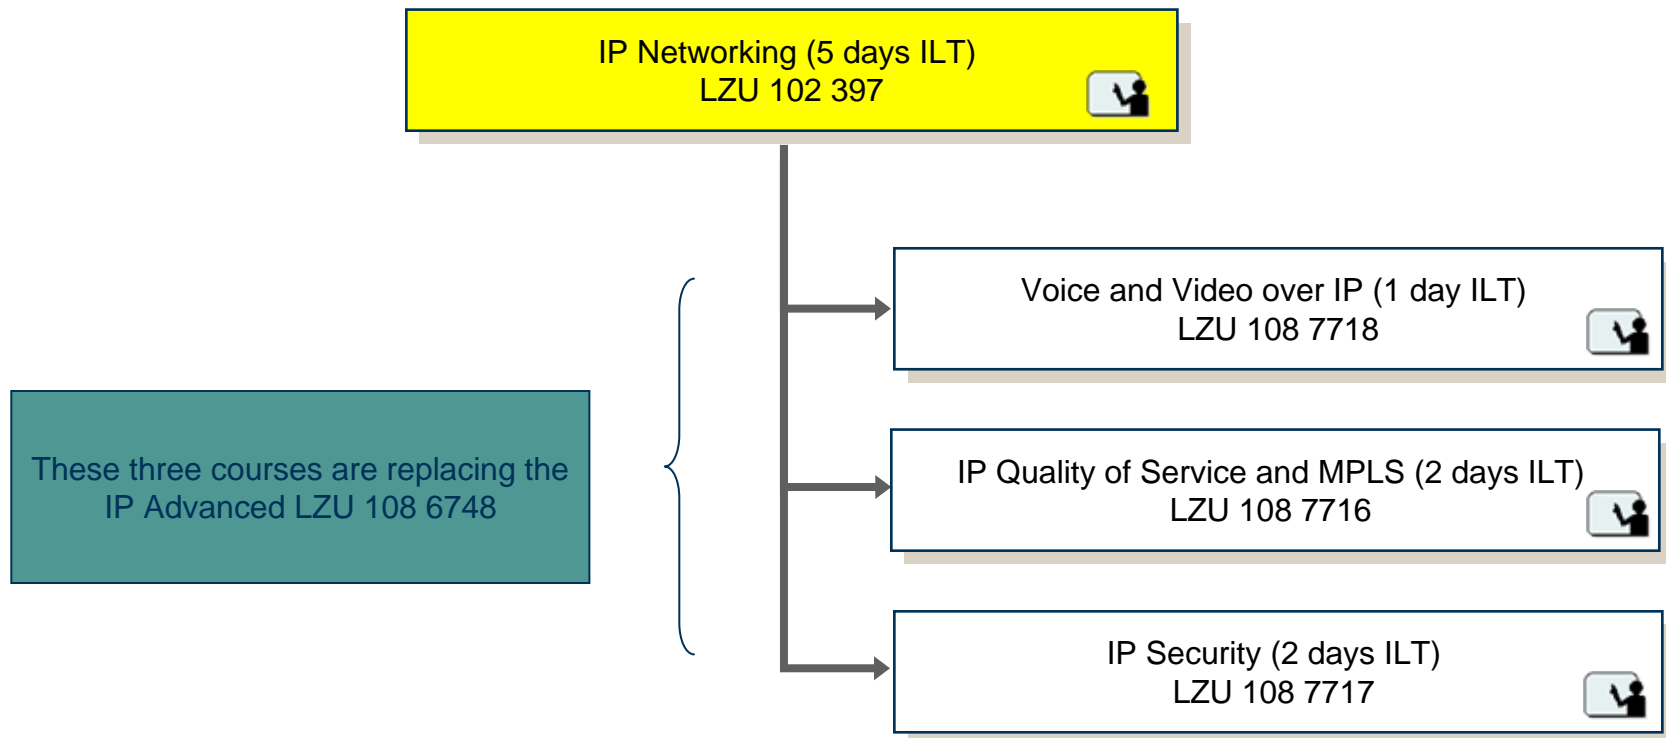 IP Networking (5 days ILT)
LZU 102 397
Voice and Video over IP (1 day ILT)
LZU 108 7718
These three courses are replacing the
IP Advanced LZU 108 6748
IP Quality of Service and MPLS (2 days ILT)
LZU 108 7716
IP Security (2 days ILT)
LZU 108 7717